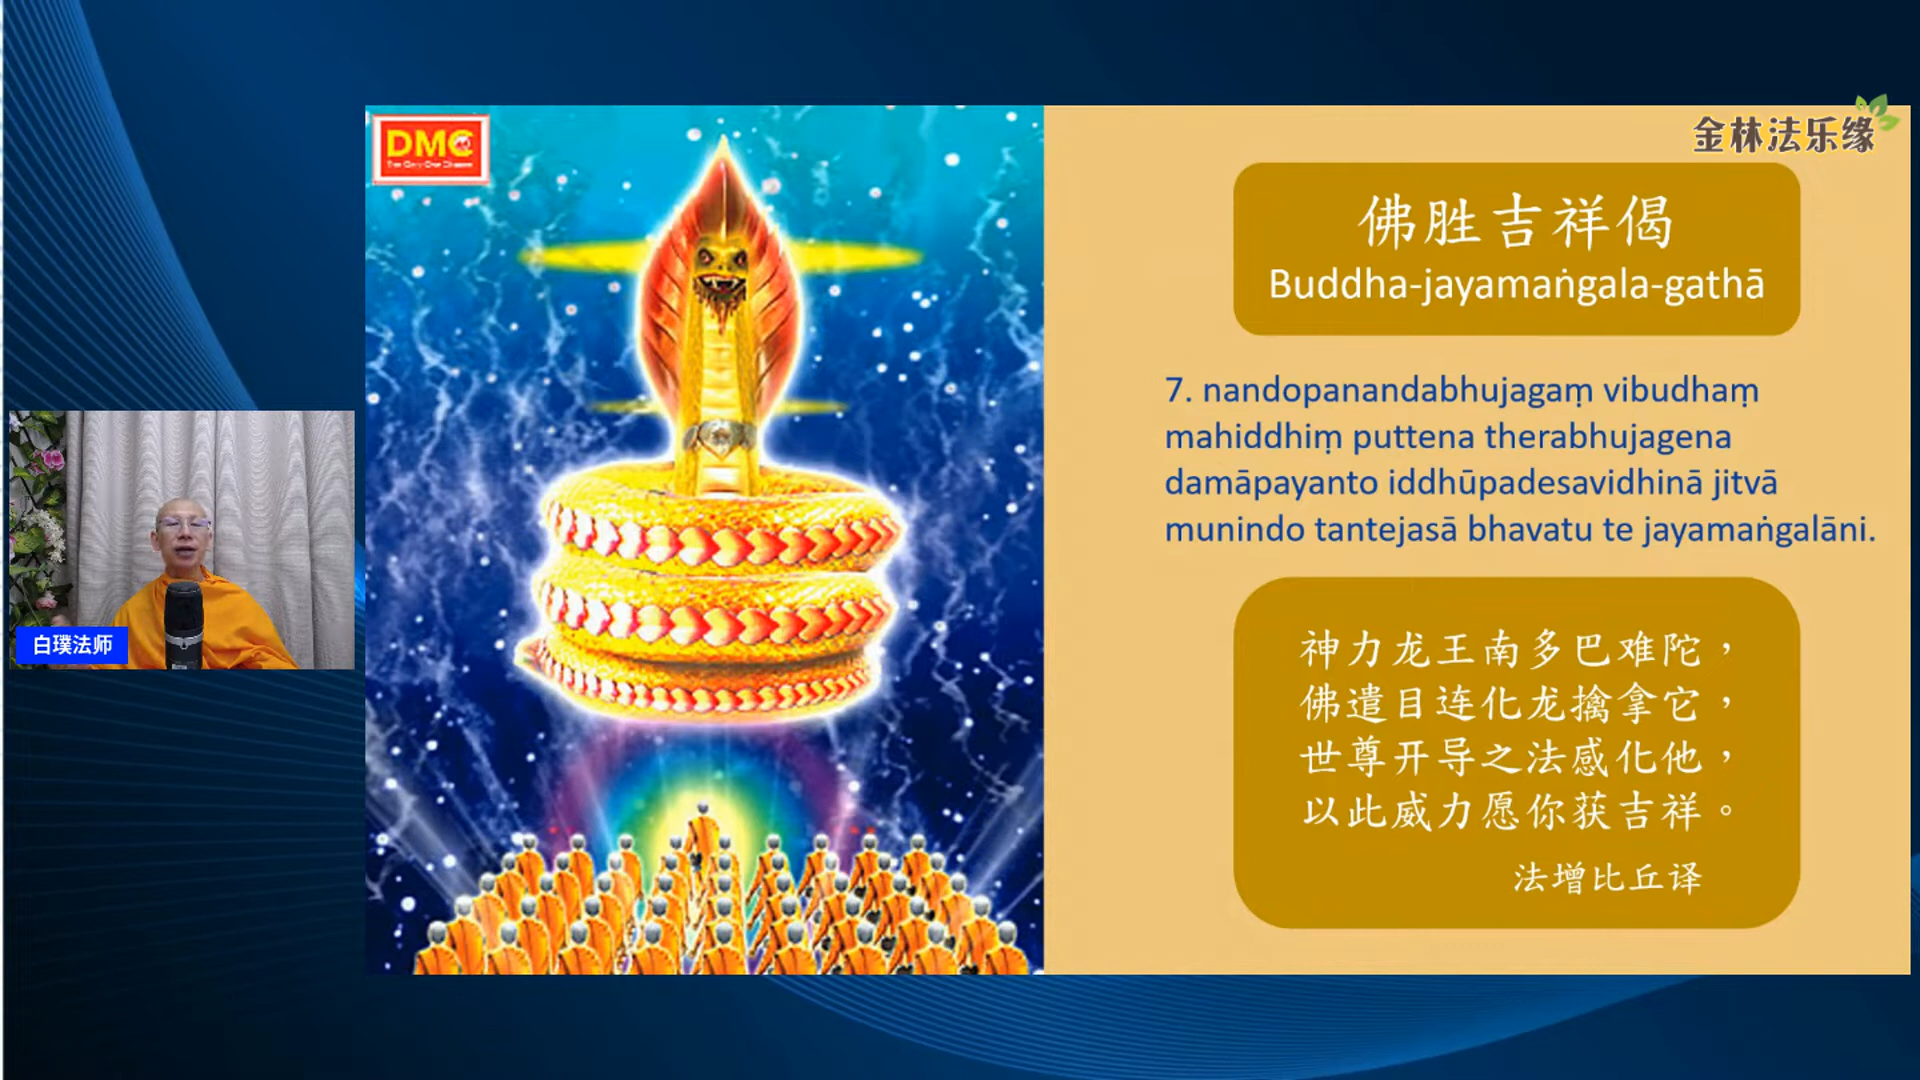 DMC
金林法乐缘
佛胜吉祥偈
Buddha-jayamaṅgala-gathā
7. nandopanandabhujagaṃ vibudhaṃ
mahiddhiṃ puttena therabhujagena
damāpayanto iddhūpadesavidhinā jitvā
munindo tantejasā bhavatu te jayamaṅgalāni.
神力龙王南多巴难陀，
佛遣目连化龙擒拿它，
世尊开导之法感化他，
以此威力愿你获吉祥。
法增比丘译
白璞法师